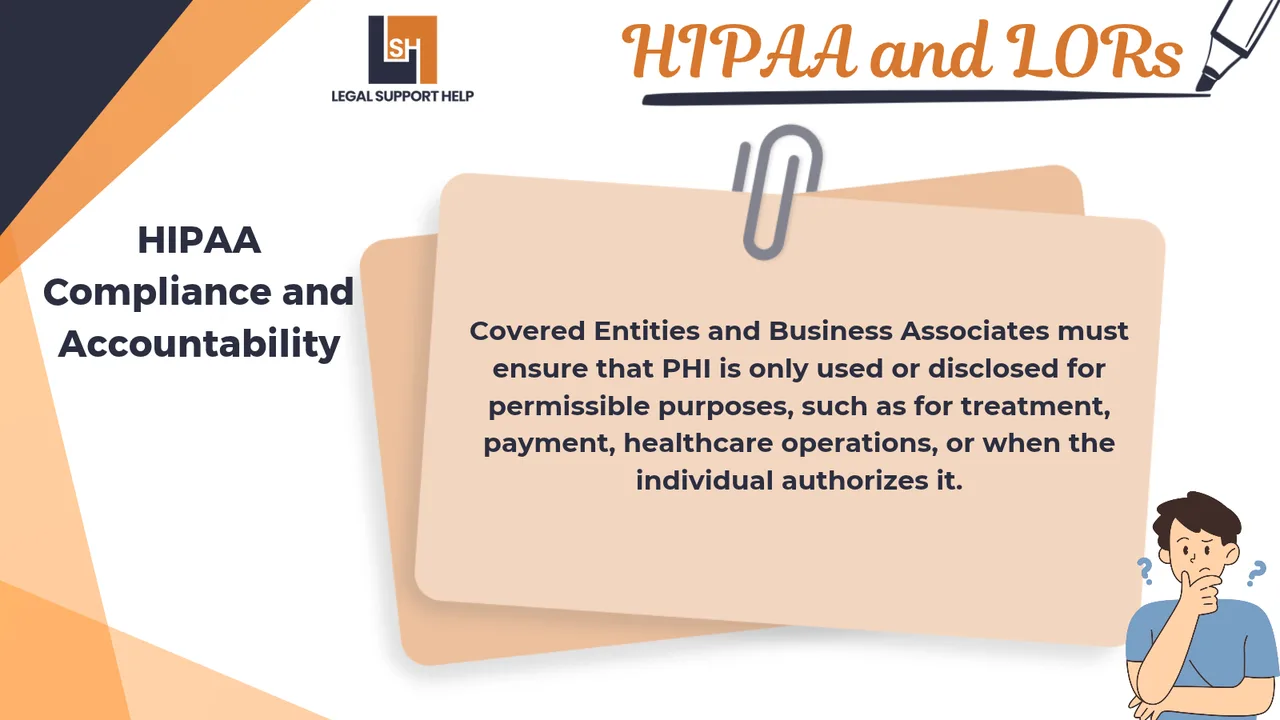 SH
LEGAL SUPPORT HELP
HIPAA and LORs
HIPAA
Compliance and
Accountability
Covered Entities and Business Associates must
ensure that PHI is only used or disclosed for
permissible purposes, such as for treatment,
payment, healthcare operations, or when the
individual authorizes it.
? ?